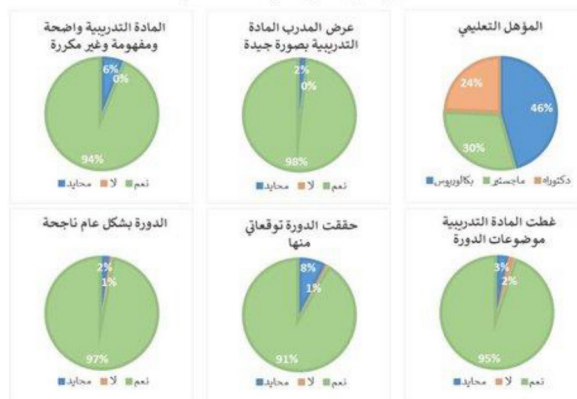 المؤهل التعليمي
24%
46%
30%
دكتوراه
ماجستير
بكالوريوس
عرض المدرب المادة
التدريبية بصورة جيدة
2%
0%
98%
نعم
لا
محايد
المادة التدريبية واضحة
ومفهومة وغير مكررة
6%
0%
94%
نعم
لا
محايد
غطت المادة التدريبية
موضوعات الدورة
3%
2%
95%
نعم
لا
محايد
حققت الدورة توقعاتي
منها
8%
1%
91%
نعم
لا
محايد
الدورة بشكل عام ناجحة
2%
1%
97%
نعم
لا
محايد